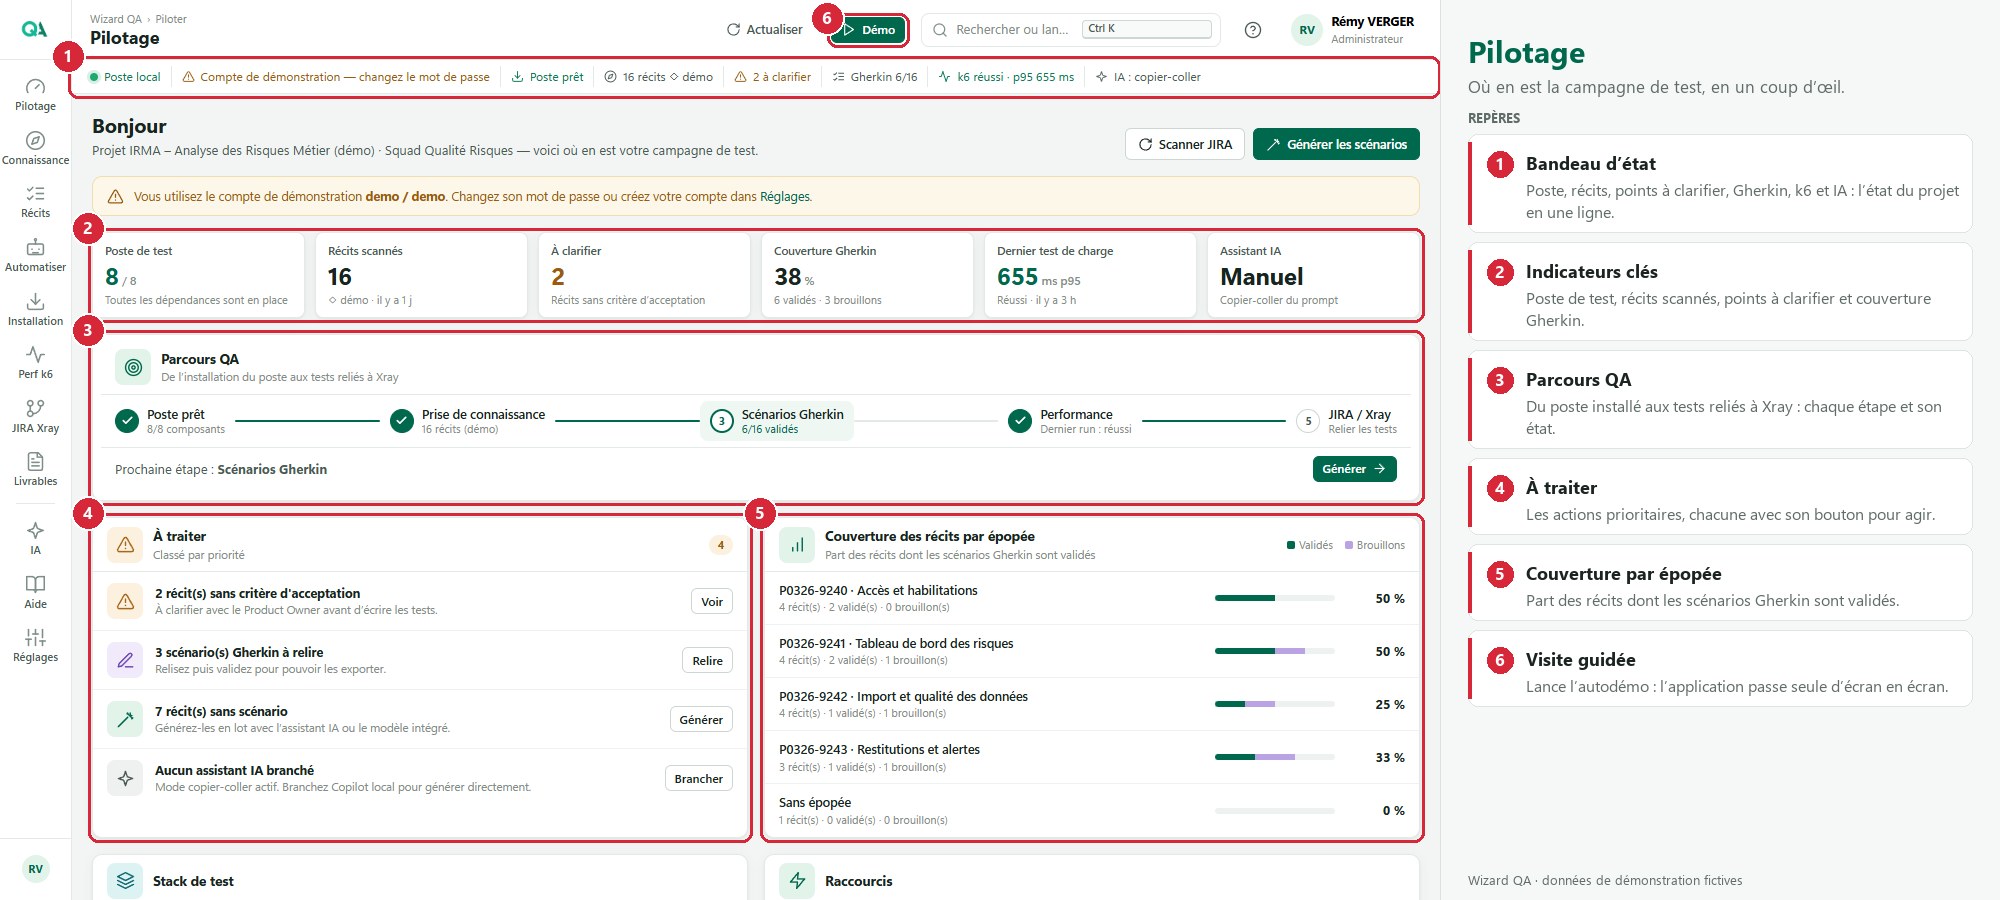 QA
Wizard QA › Piloter
Pilotage
Actualiser
6
Démo
Rechercher ou lan...
Ctrl K
RV
Rémy VERGER
Administrateur
1
Poste local
Compte de démonstration — changez le mot de passe
Poste prêt
16 récits ◇ démo
2 à clarifier
Gherkin 6/16
k6 réussi · p95 655 ms
IA : copier-coller
Pilotage
Connaissance
Récits
Automatiser
Installation
Perf k6
JIRA Xray
Livrables
IA
Aide
Réglages
RV
Bonjour
Projet IRMA – Analyse des Risques Métier (démo) · Squad Qualité Risques — voici où en est votre campagne de test.
Scanner JIRA
Générer les scénarios
Vous utilisez le compte de démonstration demo / demo. Changez son mot de passe ou créez votre compte dans Réglages.
2
Poste de test
8 / 8
Toutes les dépendances sont en place
Récits scannés
16
◇ démo · il y a 1 j
À clarifier
2
Récits sans critère d'acceptation
Couverture Gherkin
38 %
6 validés · 3 brouillons
Dernier test de charge
655 ms p95
Réussi · il y a 3 h
Assistant IA
Manuel
Copier-coller du prompt
3
Parcours QA
De l'installation du poste aux tests reliés à Xray
Poste prêt
8/8 composants
Prise de connaissance
16 récits (démo)
3
Scénarios Gherkin
6/16 validés
Performance
Dernier run : réussi
5
JIRA / Xray
Relier les tests
Prochaine étape : Scénarios Gherkin
Générer
4
À traiter
Classé par priorité
4
2 récit(s) sans critère d'acceptation
À clarifier avec le Product Owner avant d'écrire les tests.
Voir
3 scénario(s) Gherkin à relire
Relisez puis validez pour pouvoir les exporter.
Relire
7 récit(s) sans scénario
Générez-les en lot avec l'assistant IA ou le modèle intégré.
Générer
Aucun assistant IA branché
Mode copier-coller actif. Branchez Copilot local pour générer directement.
Brancher
5
Couverture des récits par épopée
Part des récits dont les scénarios Gherkin sont validés
Validés
Brouillons
P0326-9240 · Accès et habilitations
4 récit(s) · 2 validé(s) · 0 brouillon(s)
50 %
P0326-9241 · Tableau de bord des risques
4 récit(s) · 2 validé(s) · 1 brouillon(s)
50 %
P0326-9242 · Import et qualité des données
4 récit(s) · 1 validé(s) · 1 brouillon(s)
25 %
P0326-9243 · Restitutions et alertes
3 récit(s) · 1 validé(s) · 1 brouillon(s)
33 %
Sans épopée
1 récit(s) · 0 validé(s) · 0 brouillon(s)
0 %
Stack de test
Raccourcis
Pilotage
Où en est la campagne de test, en un coup d'œil.
REPÈRES
1
Bandeau d'état
Poste, récits, points à clarifier, Gherkin, k6 et IA : l'état du projet
en une ligne.
2
Indicateurs clés
Poste de test, récits scannés, points à clarifier et couverture
Gherkin.
3
Parcours QA
Du poste installé aux tests reliés à Xray : chaque étape et son
état.
4
À traiter
Les actions prioritaires, chacune avec son bouton pour agir.
5
Couverture par épopée
Part des récits dont les scénarios Gherkin sont validés.
6
Visite guidée
Lance l'autodémo : l'application passe seule d'écran en écran.
Wizard QA · données de démonstration fictives